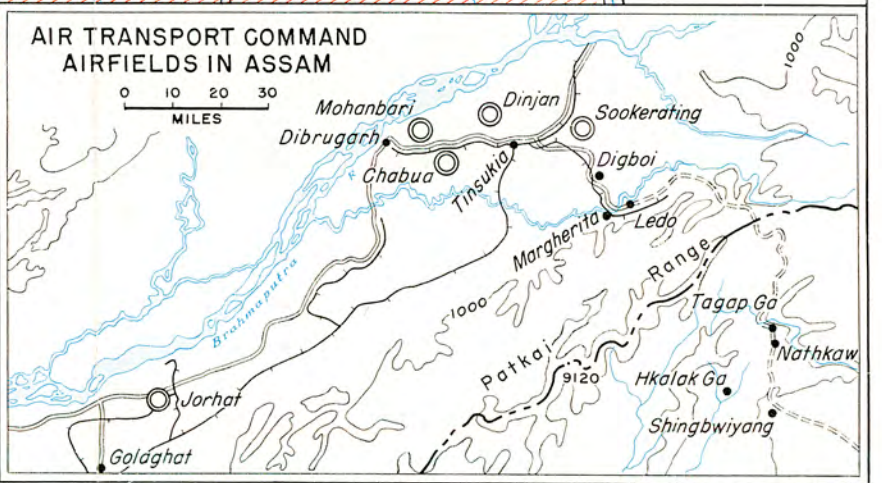 AIR TRANSPORT COMMAND
AIRFIELDS IN ASSAM
0 10 20 30
MILES
1000
Mohanbari
Dinjan
Sookerating
Dibrugarh
Chabua
Tinsukia
Digboi
Margherita
Ledo
Brahmaputra
1000
Patkai Range
Tagap Ga
Nathkaw
9120
Hkalak Ga
Jorhat
Shingbwiyang
Golaghat